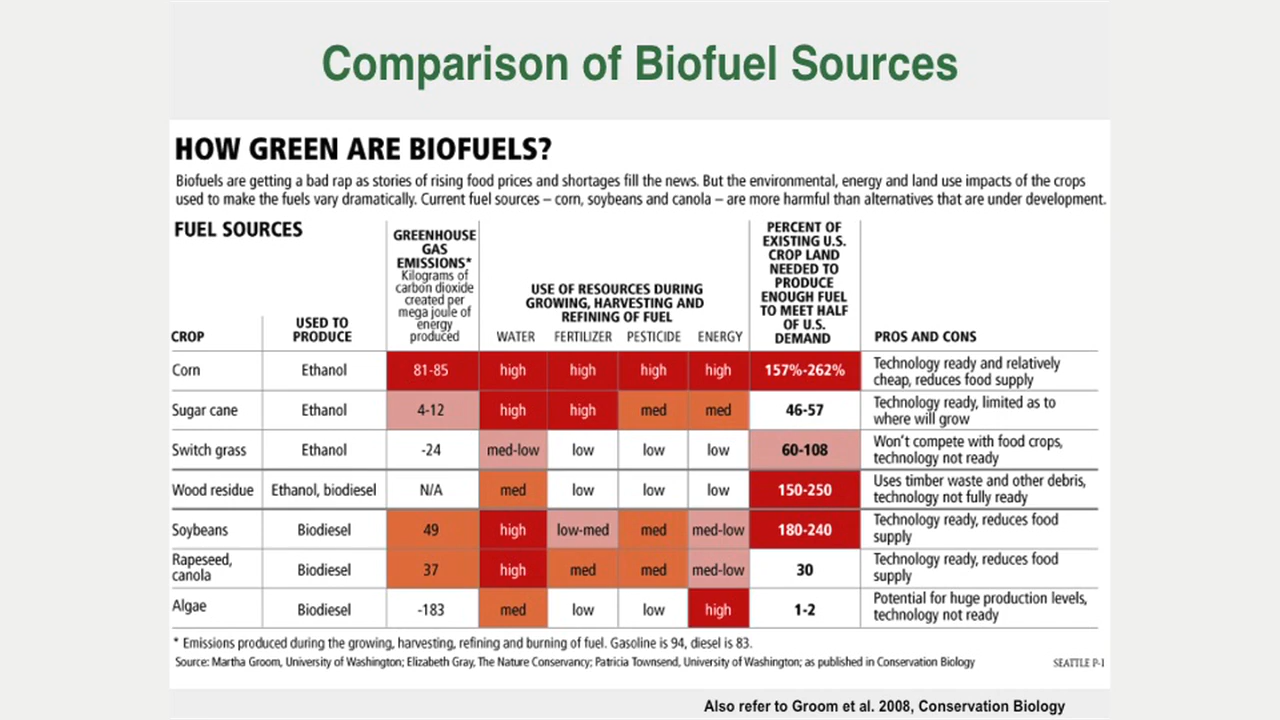 Comparison of Biofuel Sources
HOW GREEN ARE BIOFUELS?
Biofuels are getting a bad rap as stories of rising food prices and shortages fill the news. But the environmental, energy and land use impacts of the crops
used to make the fuels vary dramatically. Current fuel sources – corn, soybeans and canola – are more harmful than alternatives that are under development.
FUEL SOURCES
CROP
USED TO
PRODUCE
GREENHOUSE
GAS
EMISSIONS*
Kilograms of
carbon dioxide
created per
mega joule of
energy
produced
USE OF RESOURCES DURING
GROWING, HARVESTING AND
REFINING OF FUEL
WATER FERTILIZER PESTICIDE ENERGY
PERCENT OF
EXISTING U.S.
CROP LAND
NEEDED TO
PRODUCE
ENOUGH FUEL
TO MEET HALF
OF U.S.
DEMAND
PROS AND CONS
Corn Ethanol 81-85 high high high high 157%-262% Technology ready and relatively
cheap, reduces food supply
Sugar cane Ethanol 4-12 high high med med 46-57 Technology ready, limited as to
where will grow
Switch grass Ethanol -24 med-low low low low 60-108 Won't compete with food crops,
technology not ready
Wood residue Ethanol, biodiesel N/A med low low low 150-250 Uses timber waste and other debris,
technology not fully ready
Soybeans Biodiesel 49 high low-med med med-low 180-240 Technology ready, reduces food
supply
Rapeseed,
canola Biodiesel 37 high med med med-low 30 Technology ready, reduces food
supply
Algae Biodiesel -183 med low low high 1-2 Potential for huge production levels,
technology not ready
* Emissions produced during the growing, harvesting, refining and burning of fuel. Gasoline is 94, diesel is 83.
Source: Martha Groom, University of Washington; Elizabeth Gray, The Nature Conservancy; Patricia Townsend, University of Washington; as published in Conservation Biology
SEATTLE P-I
Also refer to Groom et al. 2008, Conservation Biology